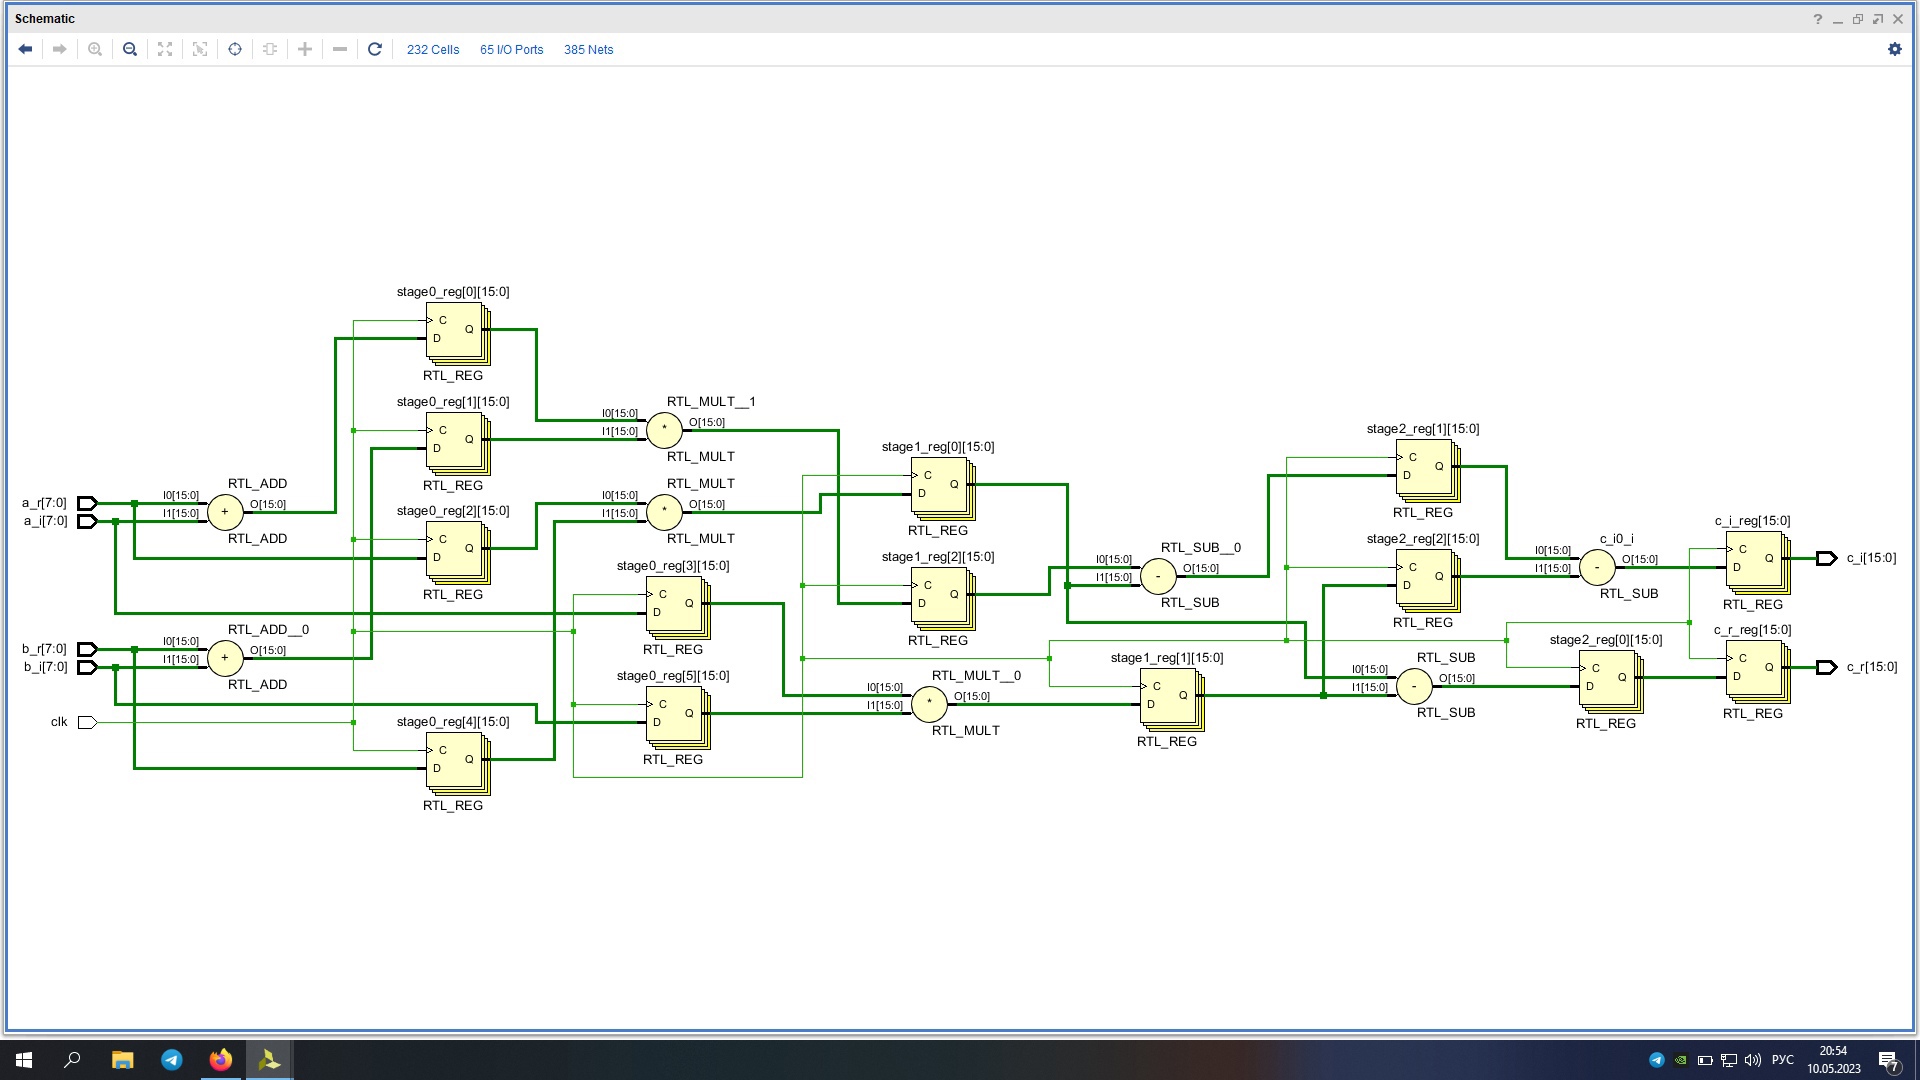 Schematic
232 Cells 65 I/O Ports 385 Nets
stage0_reg[0][15:0]
C
Q
D
RTL_REG
stage0_reg[1][15:0]
C
Q
D
RTL_REG
stage0_reg[2][15:0]
C
Q
D
RTL_REG
stage0_reg[4][15:0]
C
Q
D
RTL_REG
a_r[7:0]
a_i[7:0]
b_r[7:0]
b_i[7:0]
clk
RTL_ADD
I0[15:0]
I1[15:0]
+
O[15:0]
RTL_ADD
RTL_ADD__0
I0[15:0]
I1[15:0]
+
O[15:0]
RTL_ADD
RTL_MULT__1
I0[15:0]
I1[15:0]
*
O[15:0]
RTL_MULT
RTL_MULT
I0[15:0]
I1[15:0]
*
O[15:0]
RTL_MULT
stage0_reg[3][15:0]
C
Q
D
RTL_REG
stage0_reg[5][15:0]
C
Q
D
RTL_REG
stage1_reg[0][15:0]
C
Q
D
RTL_REG
stage1_reg[2][15:0]
C
Q
D
RTL_REG
RTL_MULT__0
I0[15:0]
I1[15:0]
*
O[15:0]
RTL_MULT
RTL_SUB__0
I0[15:0]
I1[15:0]
-
O[15:0]
RTL_SUB
stage1_reg[1][15:0]
C
Q
D
RTL_REG
stage2_reg[1][15:0]
C
Q
D
RTL_REG
stage2_reg[2][15:0]
C
Q
D
RTL_REG
RTL_SUB
I0[15:0]
I1[15:0]
-
O[15:0]
RTL_SUB
c_i0_i
I0[15:0]
I1[15:0]
-
O[15:0]
RTL_SUB
stage2_reg[0][15:0]
C
Q
D
RTL_REG
c_i_reg[15:0]
C
Q
D
RTL_REG
c_r_reg[15:0]
C
Q
D
RTL_REG
c_i[15:0]
c_r[15:0]
РУС
20:54
10.05.2023
7